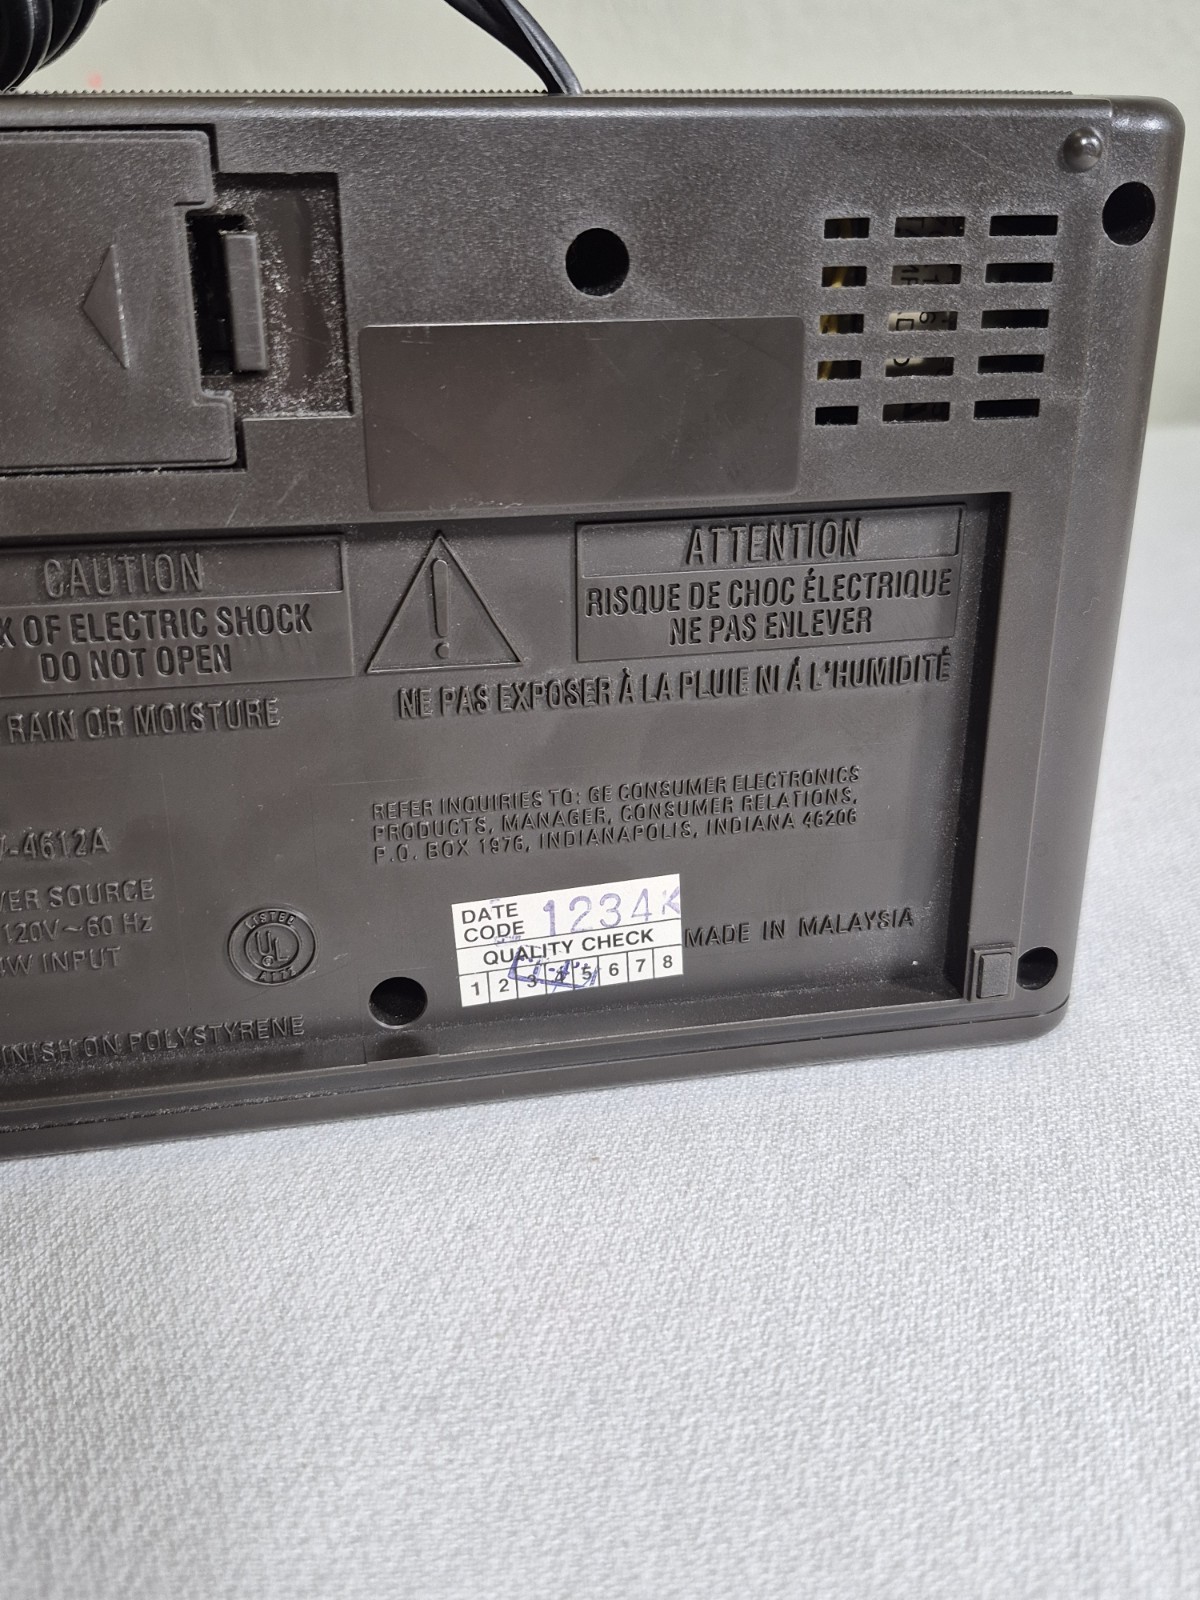 CAUTION
OF ELECTRIC SHOCK
DO NOT OPEN
RAIN OR MOISTURE
!
ATTENTION
RISQUE DE CHOC ÉLECTRIQUE
NE PAS ENLEVER
NE PAS EXPOSER À LA PLUIE NI Á L'HUMIDITÉ
REFER INQUIRIES TO: GE CONSUMER ELECTRONICS
PRODUCTS, MANAGER, CONSUMER RELATIONS,
P.O. BOX 1976, INDIANAPOLIS, INDIANA 46206
-4612A
SOURCE
120V~60 Hz
W INPUT
LISTED
UL
DATE
CODE 1234K
QUALITY CHECK
1 2 3 4 5 6 7 8
MADE IN MALAYSIA
ON POLYSTYRENE